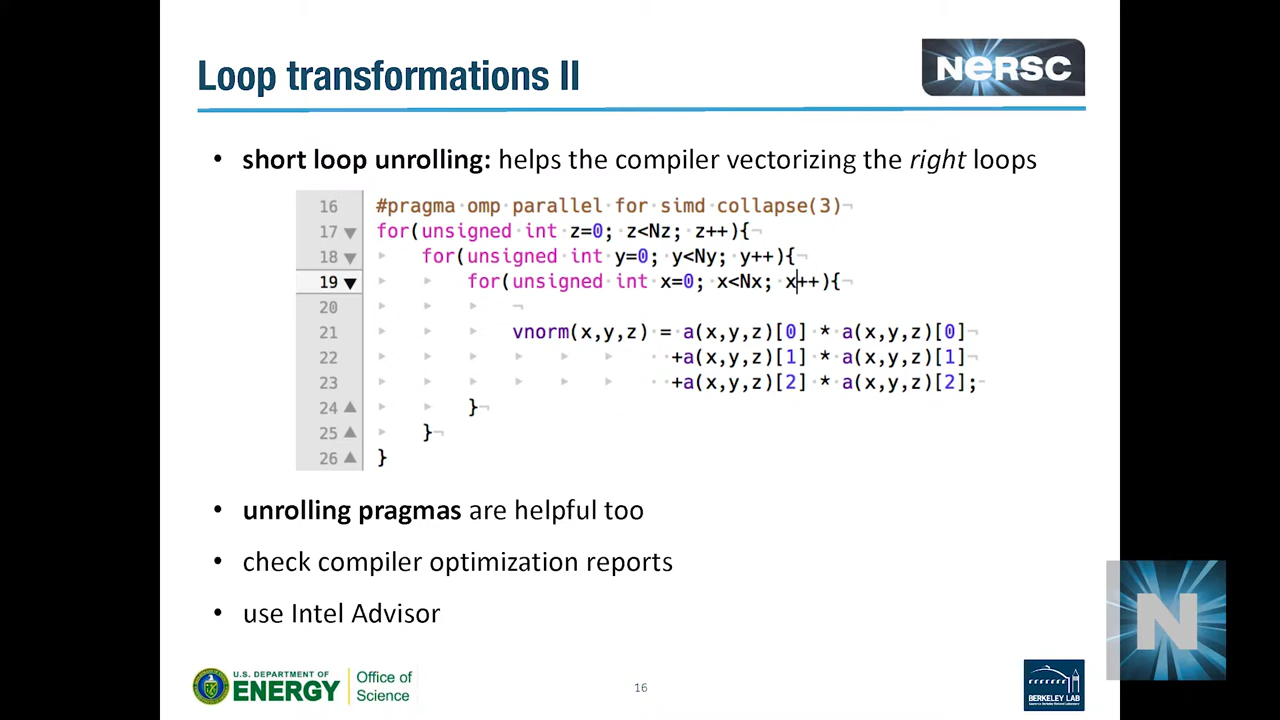 Loop transformations II
NERSC
• short loop unrolling: helps the compiler vectorizing the right loops
16 #pragma omp parallel for simd collapse(3)¬
17 for(unsigned int z=0; z<Nz; z++){¬
18 for(unsigned int y=0; y<Ny; y++){¬
19 for(unsigned int x=0; x<Nx; x++){¬
20 ¬
21 vnorm(x,y,z) = a(x,y,z)[0] * a(x,y,z)[0]¬
22 +a(x,y,z)[1] * a(x,y,z)[1]¬
23 +a(x,y,z)[2] * a(x,y,z)[2];¬
24 }¬
25 }¬
26 }
• unrolling pragmas are helpful too
• check compiler optimization reports
• use Intel Advisor
N
U.S. DEPARTMENT OF
ENERGY
Office of
Science
16
BERKELEY LAB